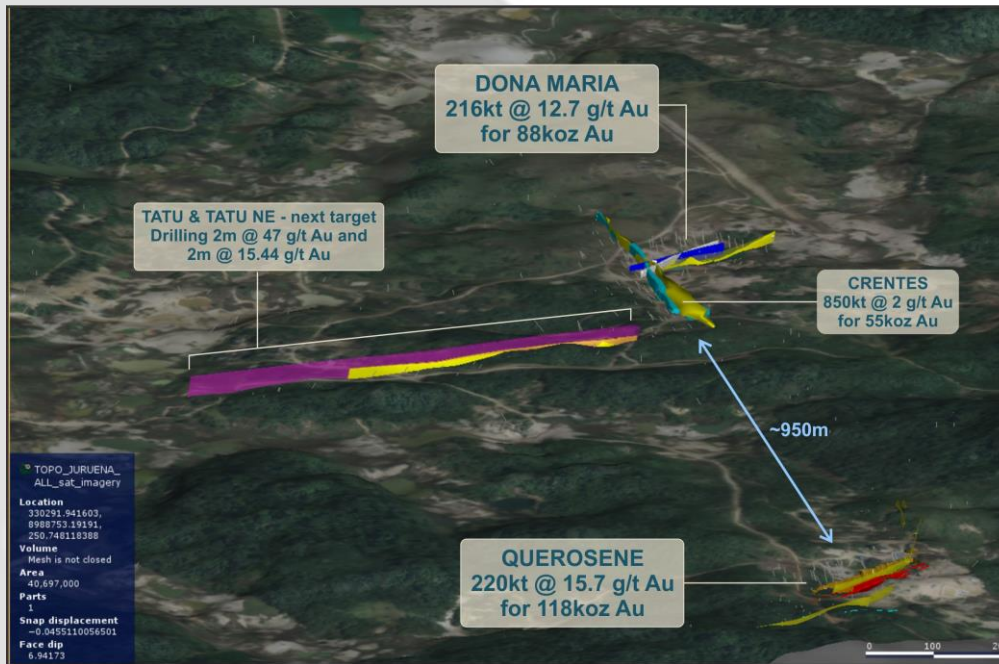 DONA MARIA
216kt @ 12.7 g/t Au
for 88koz Au
TATU & TATU NE - next target
Drilling 2m @ 47 g/t Au and
2m @ 15.44 g/t Au
CRENTES
850kt @ 2 g/t Au
for 55koz Au
~950m
TOPO_JURUENA_
ALL_sat_imagery
Location
330291.941603,
8988753.19191,
250.748118388
Volume
Mesh is not closed
Area
40,697,000
Parts
1
Snap displacement
−0.0455110056501
Face dip
6.94173
QUEROSENE
220kt @ 15.7 g/t Au
for 118koz Au
0 100